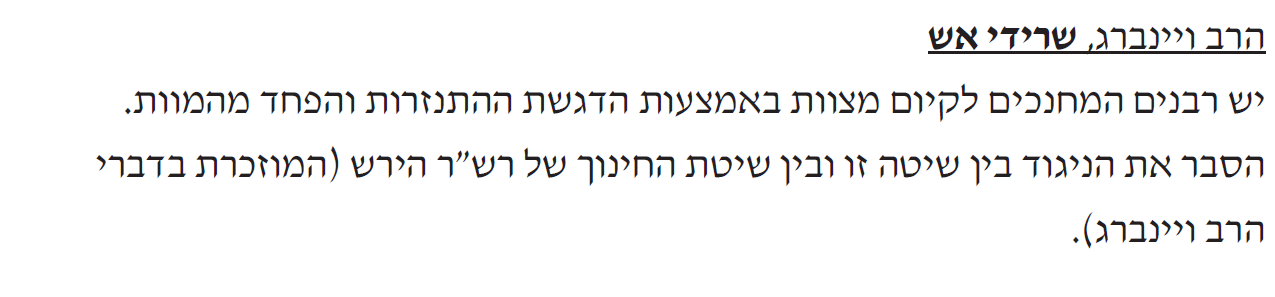 הרב ויינברג, שרידי אש
יש רבנים המחנכים לקיום מצוות באמצעות הדגשת ההתנזרות והפחד מהמוות.
הסבר את הניגוד בין שיטה זו ובין שיטת החינוך של רש״ר הירש (המוזכרת בדברי
הרב ויינברג).